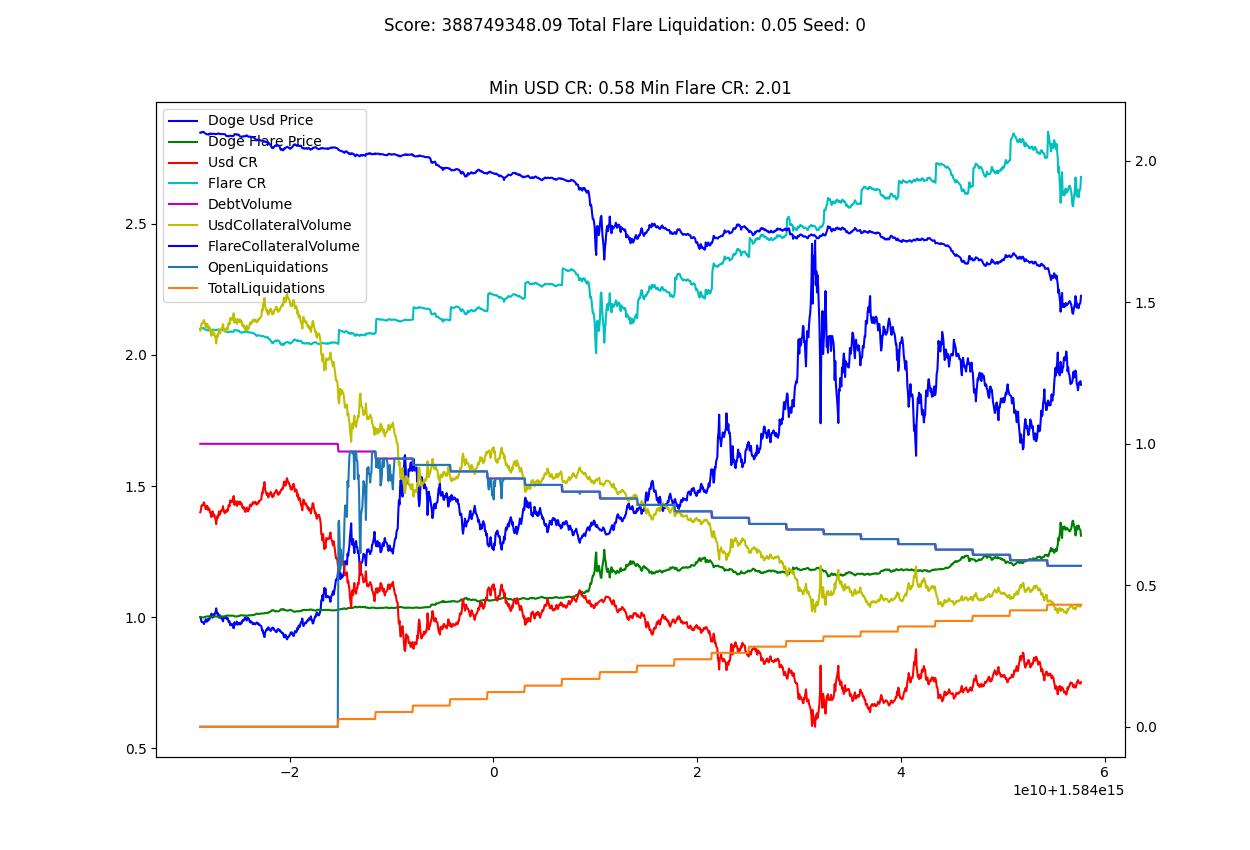 Score: 388749348.09 Total Flare Liquidation: 0.05 Seed: 0
Min USD CR: 0.58 Min Flare CR: 2.01
Doge Usd Price
Doge Flare Price
Usd CR
Flare CR
DebtVolume
UsdCollateralVolume
FlareCollateralVolume
OpenLiquidations
TotalLiquidations
2.5
2.0
1.5
1.0
0.5
2.0
1.5
1.0
0.5
0.0
−2
0
2
4
6
1e10+1.584e15